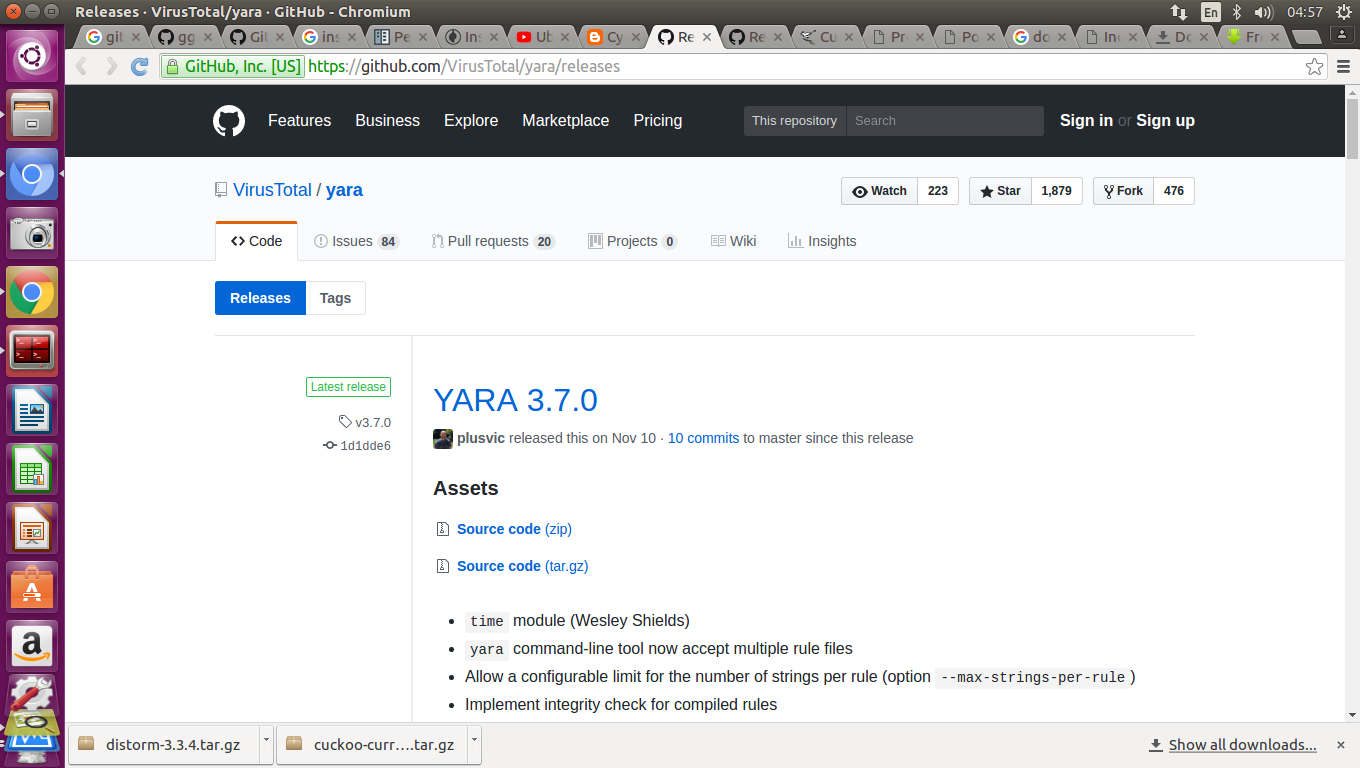 Releases · VirusTotal/yara · GitHub - Chromium
En
04:57
git
gg
Git
ins
Pe
Ins
Ub
Cy
Re
Re
Cu
Pr
Po
do
Inc
Do
Fre
GitHub, Inc. [US] https://github.com/VirusTotal/yara/releases
Features Business Explore Marketplace Pricing
This repository Search
Sign in or Sign up
VirusTotal / yara
Watch 223
Star 1,879
Fork 476
Code
Issues 84
Pull requests 20
Projects 0
Wiki
Insights
Releases
Tags
Latest release
v3.7.0
1d1dde6
YARA 3.7.0
plusvic released this on Nov 10 · 10 commits to master since this release
Assets
Source code (zip)
Source code (tar.gz)
• time module (Wesley Shields)
• yara command-line tool now accept multiple rule files
• Allow a configurable limit for the number of strings per rule (option --max-strings-per-rule )
• Implement integrity check for compiled rules
distorm-3.3.4.tar.gz
cuckoo-curr....tar.gz
Show all downloads...